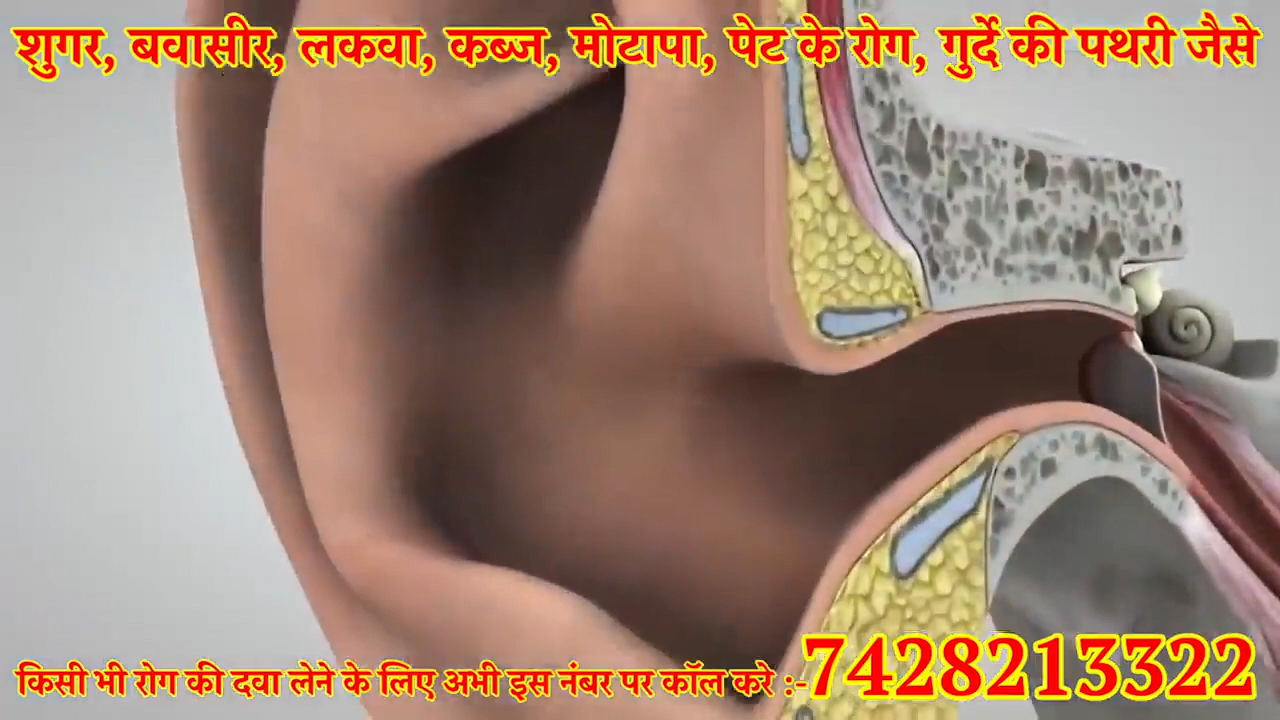 शुगर, बवासीर, लकवा, कब्ज, मोटापा, पेट के रोग, गुर्दे की पथरी जैसे
किसी भी रोग की दवा लेने के लिए अभी इस नंबर पर कॉल करे :-7428213322